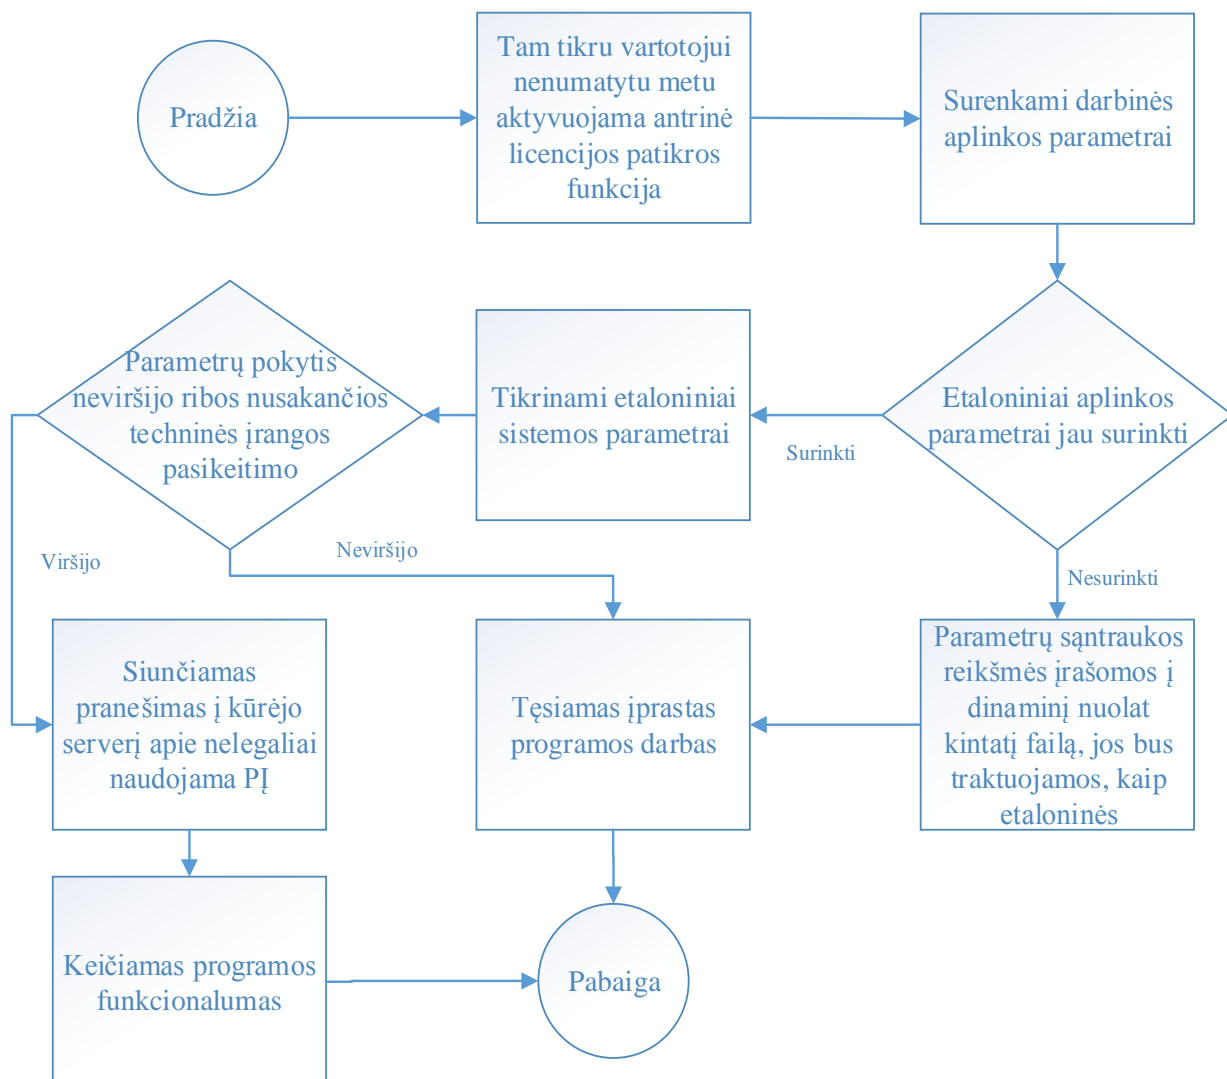 Pradžia
Tam tikru vartotojui
nenumatytu metu
aktyvuojama antrinė
licencijos patikros
funkcija
Surenkami darbinės
aplinkos parametrai
Parametrų pokytis
neviršijo ribos nusakančios
techninės įrangos
pasikeitimo
Tikrinami etaloniniai
sistemos parametrai
Surinkti
Etaloniniai aplinkos
parametrai jau surinkti
Viršijo
Neviršijo
Nesurinkti
Siunčiamas
pranešimas į kūrėjo
serverį apie nelegaliai
naudojama PĮ
Tęsiamas įprastas
programos darbas
Parametrų sąntraukos
reikšmės įrašomos į
dinaminį nuolat
kintatį failą, jos bus
traktuojamos, kaip
etaloninės
Keičiamas programos
funkcionalumas
Pabaiga